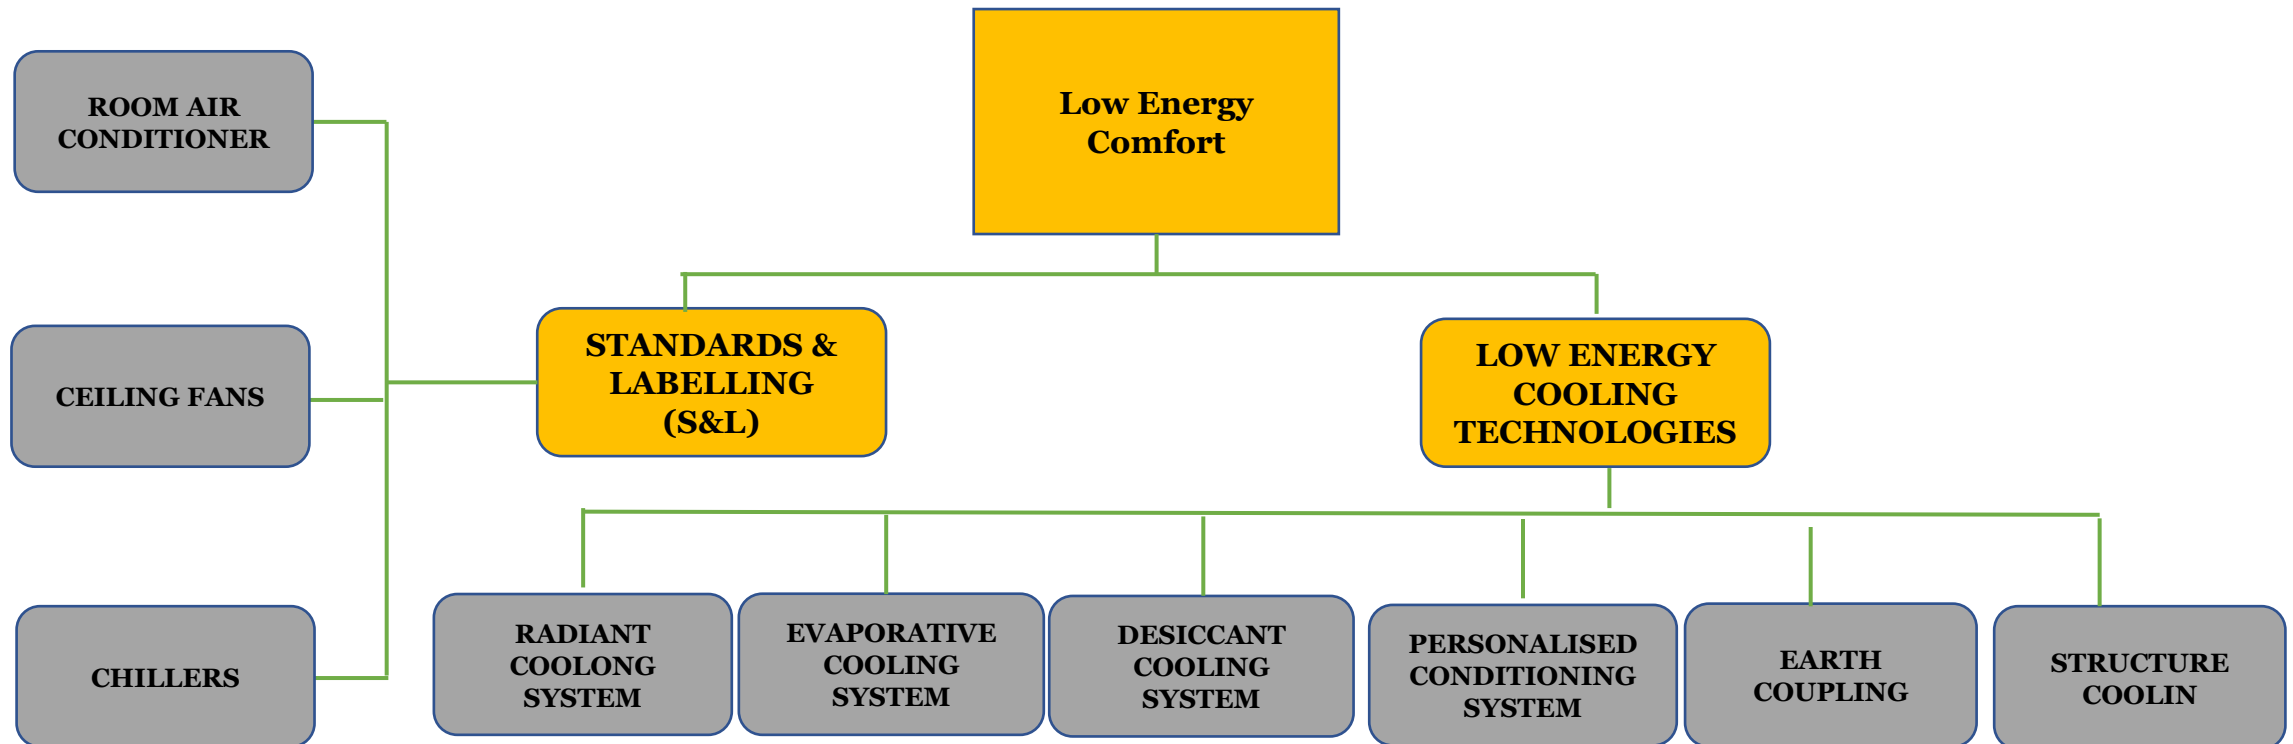 Low Energy
Comfort
ROOM AIR
CONDITIONER
STANDARDS &
LABELLING
(S&L)
LOW ENERGY
COOLING
TECHNOLOGIES
CEILING FANS
CHILLERS
RADIANT
COOLONG
SYSTEM
EVAPORATIVE
COOLING
SYSTEM
DESICCANT
COOLING
SYSTEM
PERSONALISED
CONDITIONING
SYSTEM
EARTH
COUPLING
STRUCTURE
COOLIN